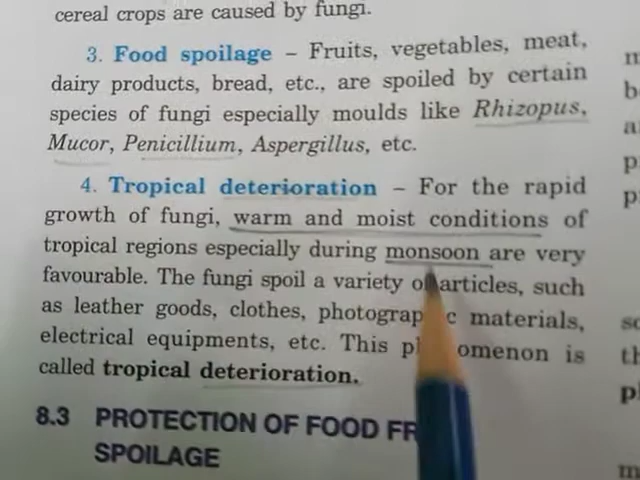 cereal crops are caused by fungi.
3. Food spoilage – Fruits, vegetables, meat,
dairy products, bread, etc., are spoiled by certain
species of fungi especially moulds like Rhizopus,
Mucor, Penicillium, Aspergillus, etc.
4. Tropical deterioration – For the rapid
growth of fungi, warm and moist conditions of
tropical regions especially during monsoon are very
favourable. The fungi spoil a variety articles, such
as leather goods, clothes, photograp c materials,
electrical equipments, etc. This p omenon is
called tropical deterioration.
8.3 PROTECTION OF FOOD FR
SPOILAGE